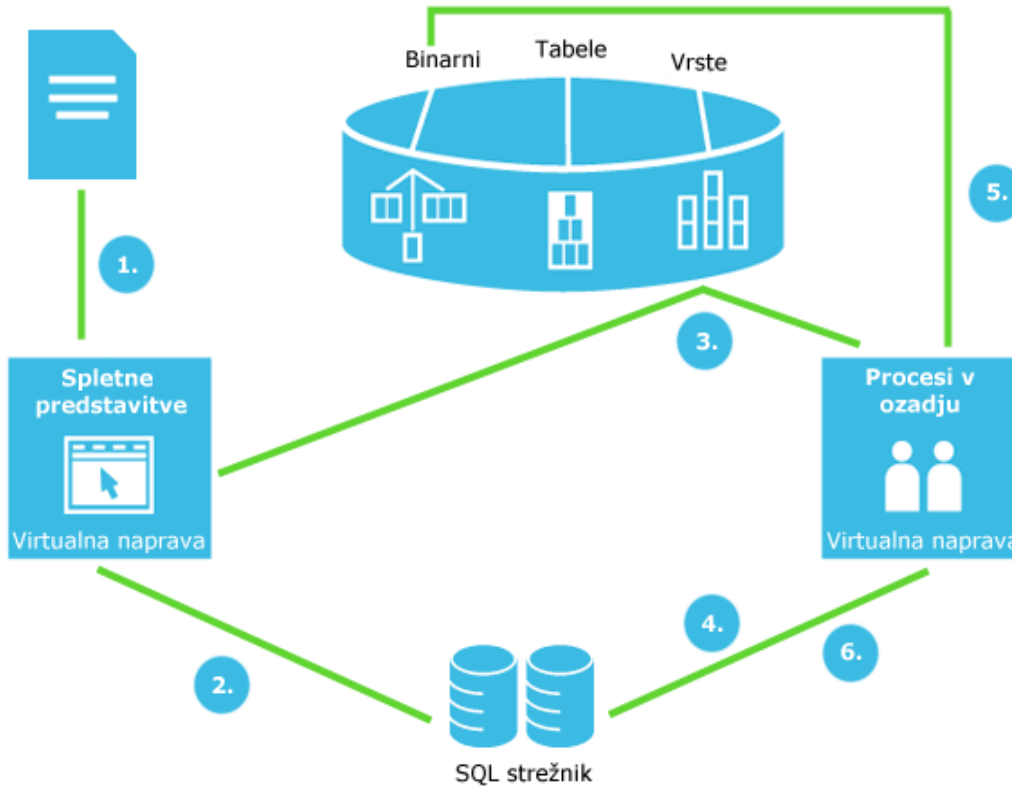 Binarni
Tabele
Vrste
1.
5.
3.
Spletne
predstavitve
Virtualna naprava
Procesi v
ozadju
Virtualna naprava
2.
4.
6.
SQL strežnik